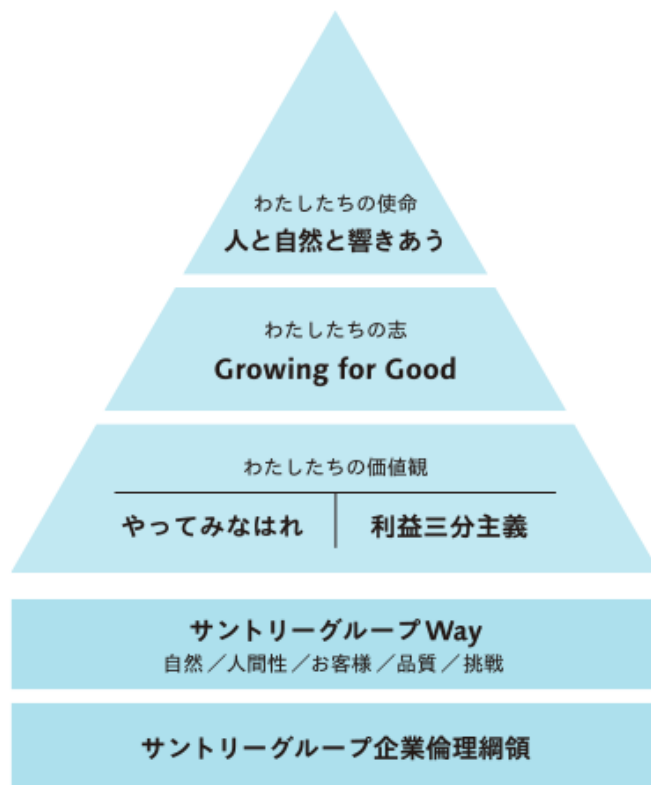 わたしたちの使命
人と自然と響きあう
わたしたちの志
Growing for Good
わたしたちの価値観
やってみなはれ
利益三分主義
サントリーグループWay
自然／人間性／お客様／品質／挑戦
サントリーグループ企業倫理綱領